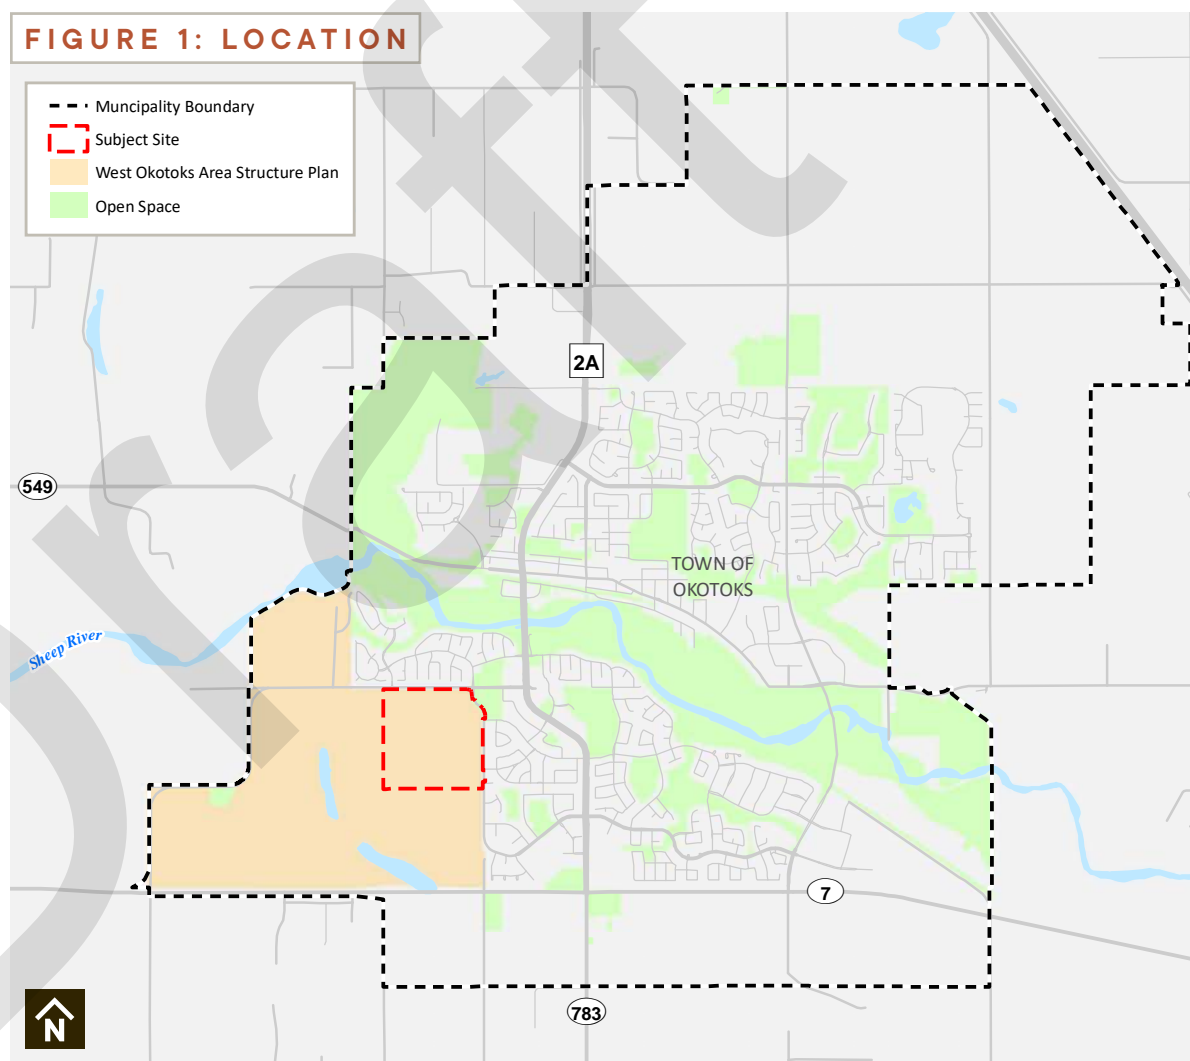 FIGURE 1: LOCATION
Muncipality Boundary
Subject Site
West Okotoks Area Structure Plan
Open Space
2A
549
TOWN OF
OKOTOKS
Sheep River
7
783
N
Draft